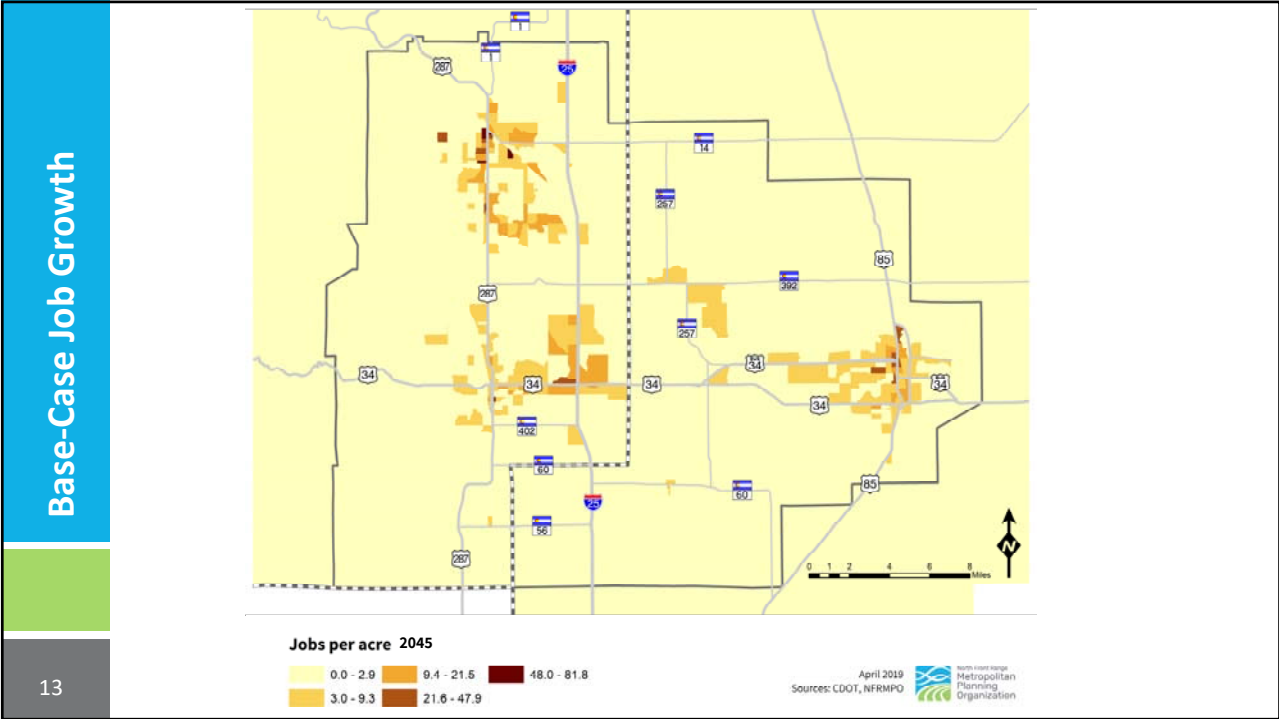 Base-Case Job Growth
13
1
1
287
25
14
257
85
287
392
257
34
34
34
34
34
34
402
60
85
60
25
56
287
N
0 1 2 4 6 8
Miles
Jobs per acre 2045
0.0 - 2.9
9.4 - 21.5
48.0 - 81.8
3.0 - 9.3
21.6 - 47.9
April 2019
Sources: CDOT, NFRMPO
North Front Range
Metropolitan
Planning
Organization